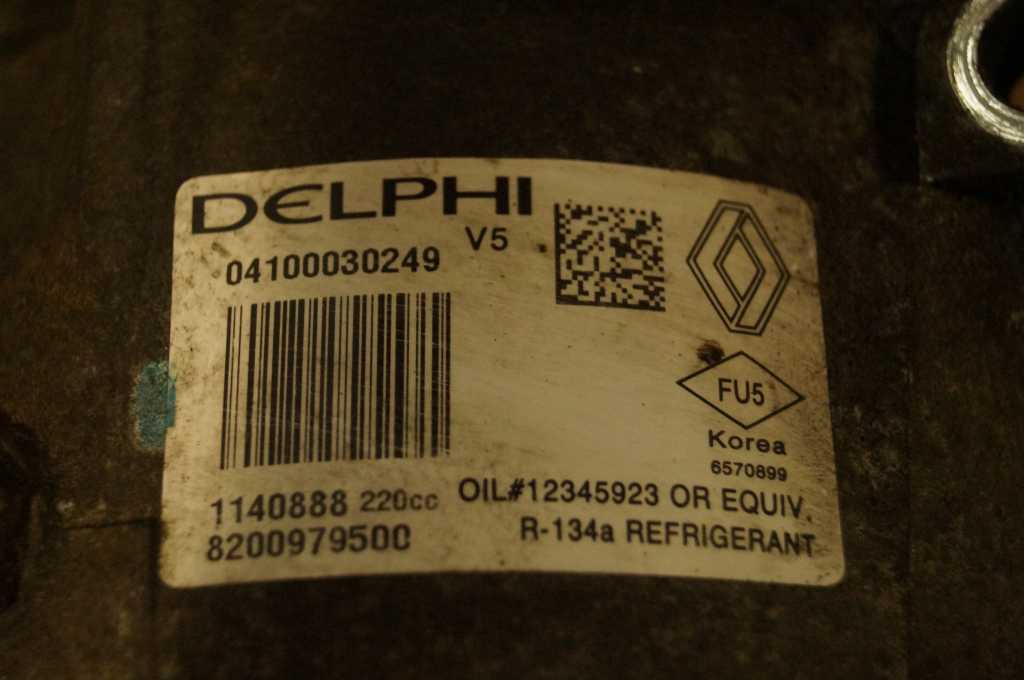 DELPHI
V5
04100030249
FU5
Korea
6570899
1140888 220cc
OIL#12345923 OR EQUIV.
8200979500
R-134a REFRIGERANT